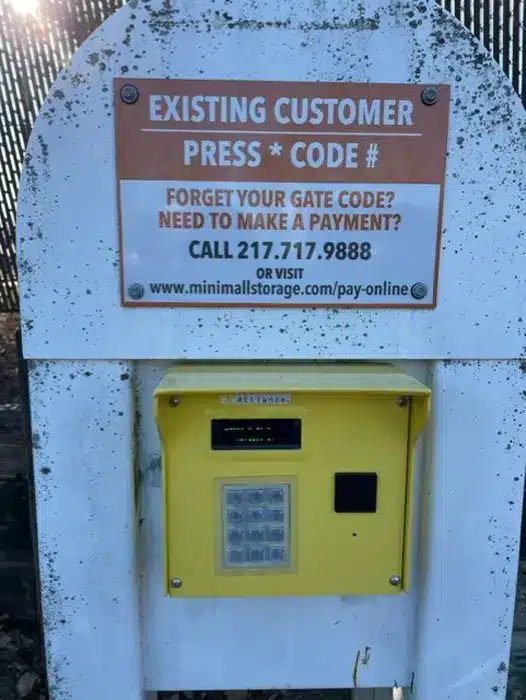 EXISTING CUSTOMER
PRESS * CODE #
FORGET YOUR GATE CODE?
NEED TO MAKE A PAYMENT?
CALL 217.717.9888
OR VISIT
www.minimallstorage.com/pay-online
Alliance